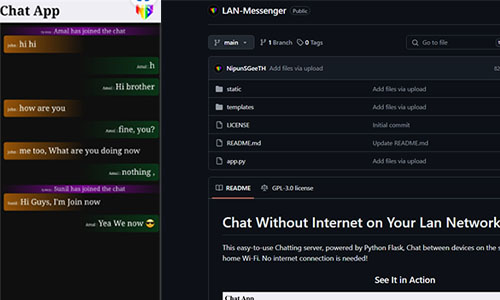 Chat App
Amal has joined the chat
john: hi hi
Amal: h
Amal: Hi brother
john: how are you
Amal: fine, you?
john: me too, What are you doing now
Amal: nothing ,
Sunil has joined the chat
Sunil: Hi Guys, I'm Join now
Amal: Yea We now 😎
LAN-Messenger Public
main 1 Branch 0 Tags
Go to file
NipunSGeeTH Add files via upload
static Add files via upload
templates Add files via upload
LICENSE Initial commit
README.md Update README.md
app.py Add files via upload
README GPL-3.0 license
Chat Without Internet on Your Lan Network
This easy-to-use Chatting server, powered by Python Flask, Chat between devices on the s
home Wi-Fi. No internet connection is needed!
See It in Action
Chat App